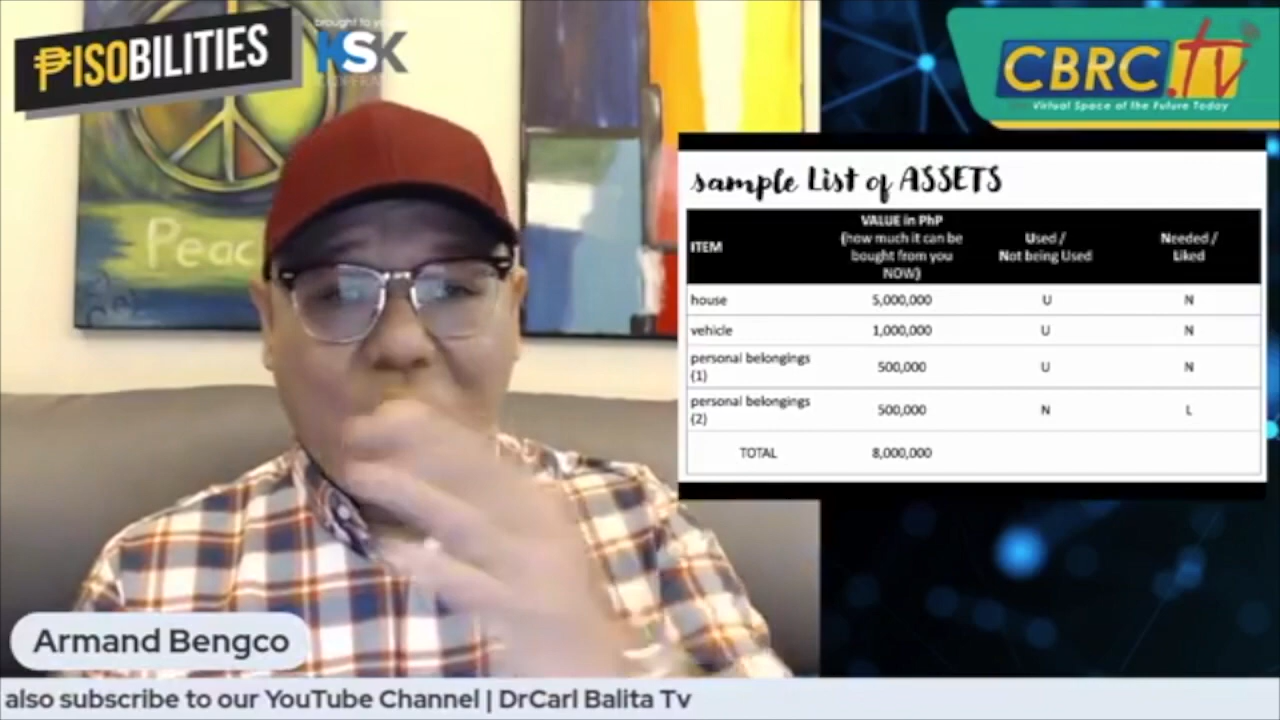 ₱ISOBILITIES
brought to you
KSK
Peac
CBRC.tv
Virtual Space of the Future Today
sample List of ASSETS
ITEM
VALUE in PhP
(how much it can be
bought from you
NOW)
Used /
Not being Used
Needed /
Liked
house 5,000,000 U N
vehicle 1,000,000 U N
personal belongings
(1) 500,000 U N
personal belongings
(2) 500,000 N L
TOTAL 8,000,000
Armand Bengco
also subscribe to our YouTube Channel | DrCarl Balita Tv